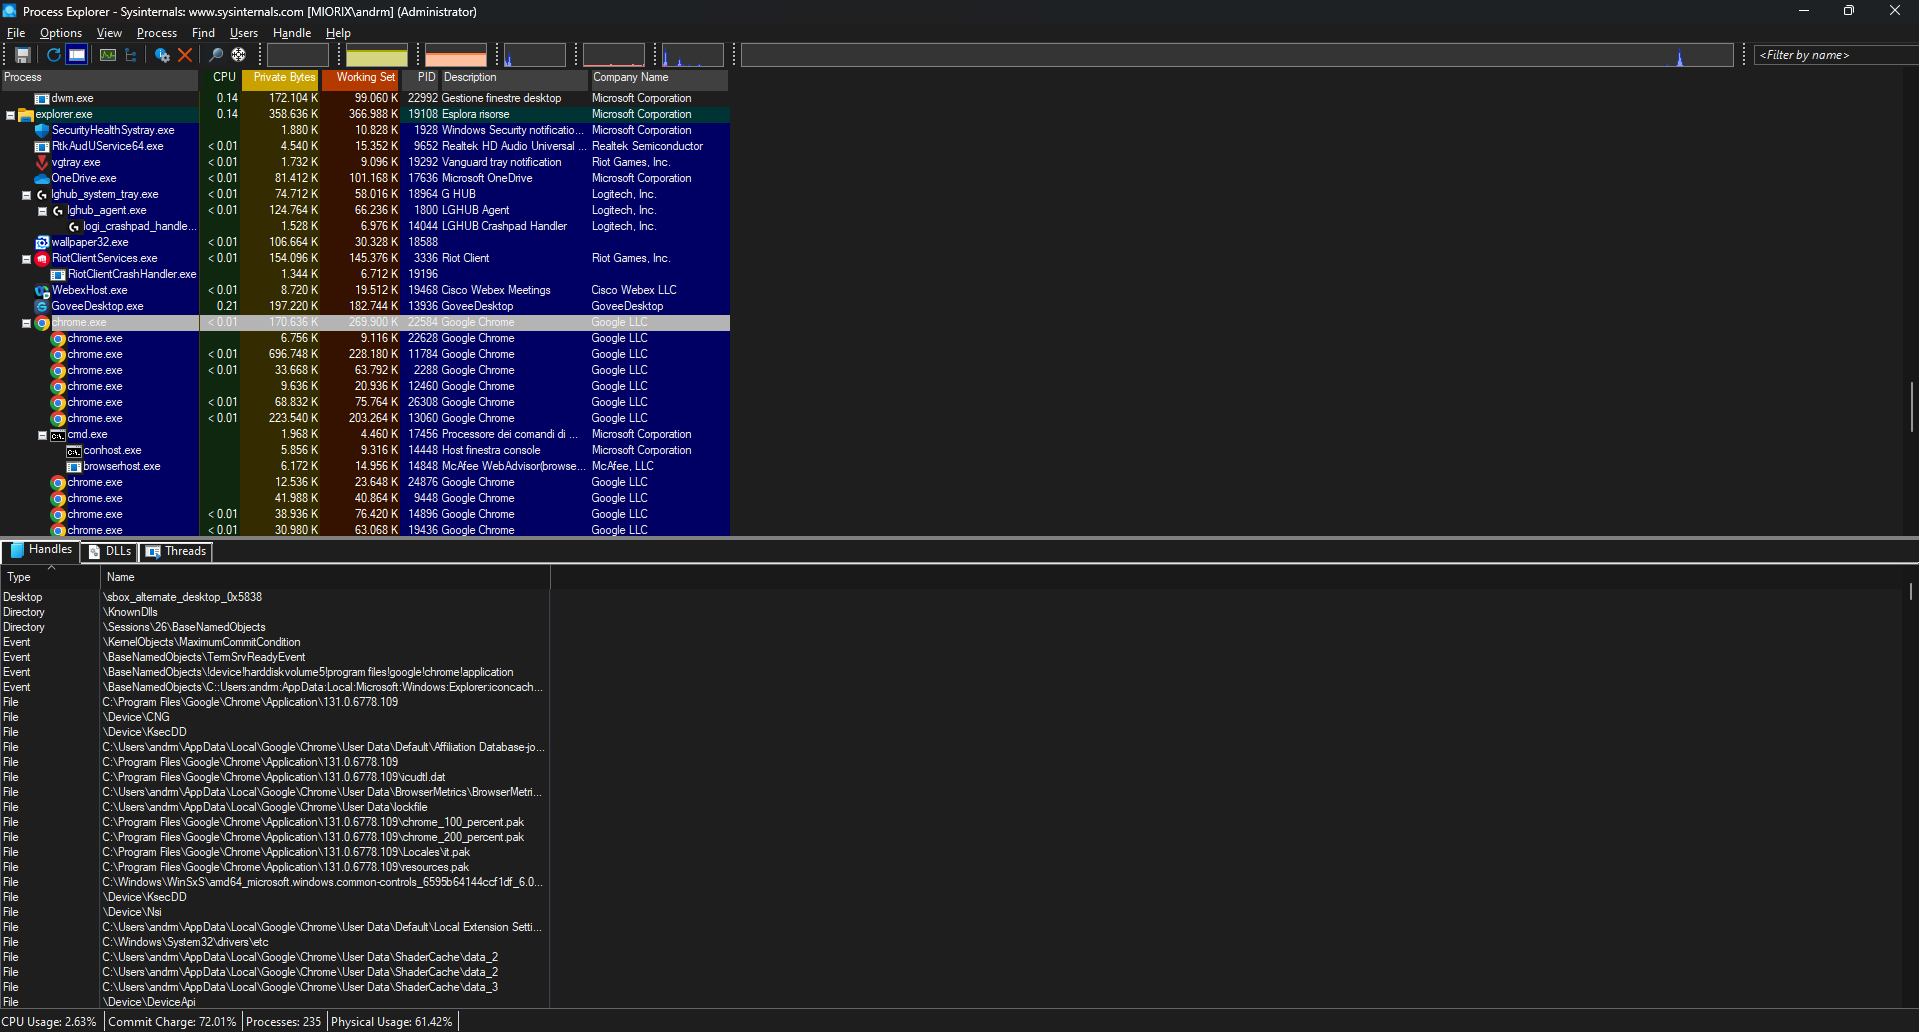 Process Explorer - Sysinternals: www.sysinternals.com [MIORIX\andrm] (Administrator)
File Options View Process Find Users Handle Help
<Filter by name>
Process CPU Private Bytes Working Set PID Description Company Name
dwm.exe 0.14 172.104 K 99.060 K 22992 Gestione finestre desktop Microsoft Corporation
explorer.exe 0.14 358.636 K 366.988 K 19108 Esplora risorse Microsoft Corporation
SecurityHealthSystray.exe 1.880 K 10.828 K 1928 Windows Security notificatio... Microsoft Corporation
RtkAudUService64.exe < 0.01 4.540 K 15.352 K 9652 Realtek HD Audio Universal ... Realtek Semiconductor
vgtray.exe < 0.01 1.732 K 9.096 K 19292 Vanguard tray notification Riot Games, Inc.
OneDrive.exe < 0.01 81.412 K 101.168 K 17636 Microsoft OneDrive Microsoft Corporation
lghub_system_tray.exe < 0.01 74.712 K 58.016 K 18964 G HUB Logitech, Inc.
lghub_agent.exe < 0.01 124.764 K 66.236 K 1800 LGHUB Agent Logitech, Inc.
logi_crashpad_handle... 1.528 K 6.976 K 14044 LGHUB Crashpad Handler Logitech, Inc.
wallpaper32.exe < 0.01 106.664 K 30.328 K 18588
RiotClientServices.exe < 0.01 154.096 K 145.376 K 3336 Riot Client Riot Games, Inc.
RiotClientCrashHandler.exe 1.344 K 6.712 K 19196
WebexHost.exe < 0.01 8.720 K 19.512 K 19468 Cisco Webex Meetings Cisco Webex LLC
GoveeDesktop.exe 0.21 197.220 K 182.744 K 13936 GoveeDesktop GoveeDesktop
chrome.exe < 0.01 170.636 K 269.900 K 22584 Google Chrome Google LLC
chrome.exe 6.756 K 9.116 K 22628 Google Chrome Google LLC
chrome.exe < 0.01 696.748 K 228.180 K 11784 Google Chrome Google LLC
chrome.exe < 0.01 33.668 K 63.792 K 2288 Google Chrome Google LLC
chrome.exe 9.636 K 20.936 K 12460 Google Chrome Google LLC
chrome.exe < 0.01 68.832 K 75.764 K 26308 Google Chrome Google LLC
chrome.exe < 0.01 223.540 K 203.264 K 13060 Google Chrome Google LLC
cmd.exe 1.968 K 4.460 K 17456 Processore dei comandi di ... Microsoft Corporation
conhost.exe 5.856 K 9.316 K 14448 Host finestra console Microsoft Corporation
browserhost.exe 6.172 K 14.956 K 14848 McAfee WebAdvisor(browse... McAfee, LLC
chrome.exe 12.536 K 23.648 K 24876 Google Chrome Google LLC
chrome.exe 41.988 K 40.864 K 9448 Google Chrome Google LLC
chrome.exe < 0.01 38.936 K 76.420 K 14896 Google Chrome Google LLC
chrome.exe < 0.01 30.980 K 63.068 K 19436 Google Chrome Google LLC
Handles DLLs Threads
Type Name
Desktop \sbox_alternate_desktop_0x5838
Directory \KnownDlls
Directory \Sessions\26\BaseNamedObjects
Event \KernelObjects\MaximumCommitCondition
Event \BaseNamedObjects\TermSrvReadyEvent
Event \BaseNamedObjects\!device!harddiskvolume5!program files!google!chrome!application
Event \BaseNamedObjects\C::Users:andrm:AppData:Local:Microsoft:Windows:Explorer:iconcach...
File C:\Program Files\Google\Chrome\Application\131.0.6778.109
File \Device\CNG
File \Device\KsecDD
File C:\Users\andrm\AppData\Local\Google\Chrome\User Data\Default\Affiliation Database-jo...
File C:\Program Files\Google\Chrome\Application\131.0.6778.109
File C:\Program Files\Google\Chrome\Application\131.0.6778.109\icudtl.dat
File C:\Users\andrm\AppData\Local\Google\Chrome\User Data\BrowserMetrics\BrowserMetri...
File C:\Users\andrm\AppData\Local\Google\Chrome\User Data\lockfile
File C:\Program Files\Google\Chrome\Application\131.0.6778.109\chrome_100_percent.pak
File C:\Program Files\Google\Chrome\Application\131.0.6778.109\chrome_200_percent.pak
File C:\Program Files\Google\Chrome\Application\131.0.6778.109\Locales\it.pak
File C:\Program Files\Google\Chrome\Application\131.0.6778.109\resources.pak
File C:\Windows\WinSxS\amd64_microsoft.windows.common-controls_6595b64144ccf1df_6.0...
File \Device\KsecDD
File \Device\Nsi
File C:\Users\andrm\AppData\Local\Google\Chrome\User Data\Default\Local Extension Setti...
File C:\Windows\System32\drivers\etc
File C:\Users\andrm\AppData\Local\Google\Chrome\User Data\ShaderCache\data_2
File C:\Users\andrm\AppData\Local\Google\Chrome\User Data\ShaderCache\data_2
File C:\Users\andrm\AppData\Local\Google\Chrome\User Data\ShaderCache\data_3
File \Device\DeviceApi
CPU Usage: 2.63% Commit Charge: 72.01% Processes: 235 Physical Usage: 61.42%